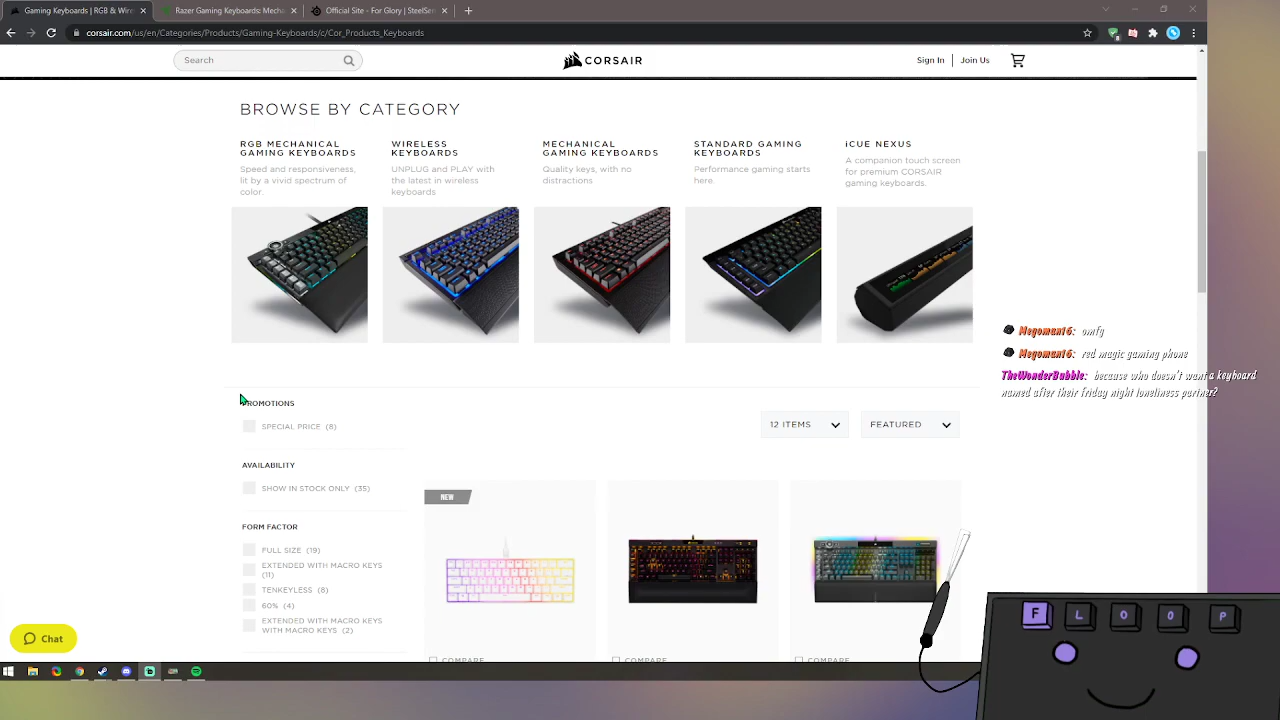 Gaming Keyboards | RGB & Wire
Razer Gaming Keyboards: Mecha
Official Site - For Glory | SteelSer
corsair.com/us/en/Categories/Products/Gaming-Keyboards/c/Cor_Products_Keyboards
Search
CORSAIR
Sign In
Join Us
BROWSE BY CATEGORY
RGB MECHANICAL
GAMING KEYBOARDS
Speed and responsiveness,
lit by a vivid spectrum of
color.
WIRELESS
KEYBOARDS
UNPLUG and PLAY with
the latest in wireless
keyboards
MECHANICAL
GAMING KEYBOARDS
Quality keys, with no
distractions
STANDARD GAMING
KEYBOARDS
Performance gaming starts
here.
iCUE NEXUS
A companion touch screen
for premium CORSAIR
gaming keyboards.
Megoman16: omfg
Megoman16: red magic gaming phone
TheWonderBubble: because who doesn't want a keyboard
named after their friday night loneliness partner?
PROMOTIONS
SPECIAL PRICE (8)
12 ITEMS
FEATURED
AVAILABILITY
SHOW IN STOCK ONLY (35)
FORM FACTOR
FULL SIZE (19)
EXTENDED WITH MACRO KEYS
(11)
TENKEYLESS (8)
60% (4)
EXTENDED WITH MACRO KEYS
WITH MACRO KEYS (2)
NEW
COMPARE
COMPARE
COMPARE
Chat
F L O O P